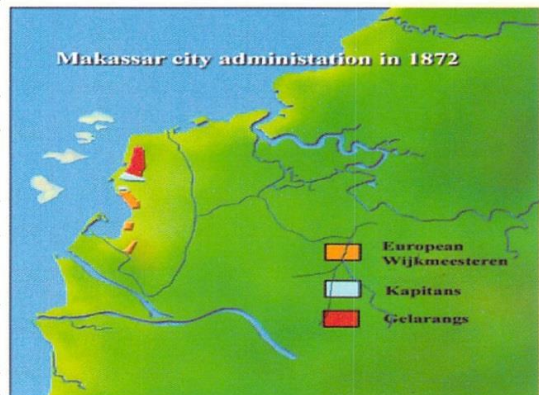 Makassar city administation in 1872
European
Wijkmeesteren
Kapitans
Gelarangs